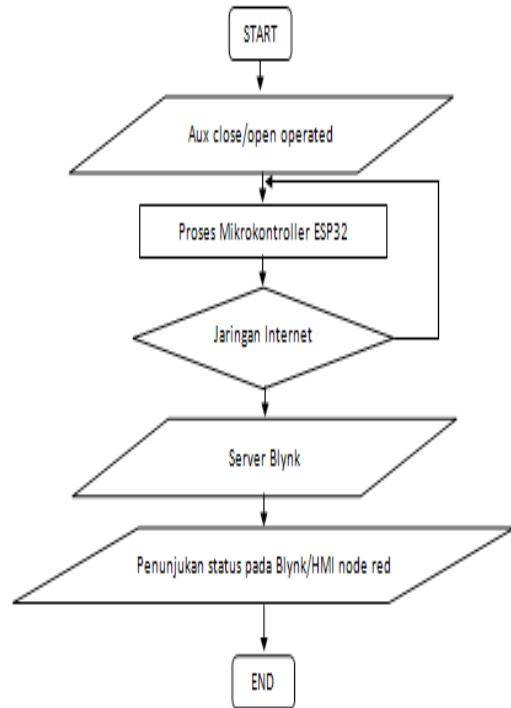 START
Aux close/open operated
Proses Mikrokontroller ESP32
Jaringan Internet
Server Blynk
Penunjukan status pada Blynk/HMI node red
END